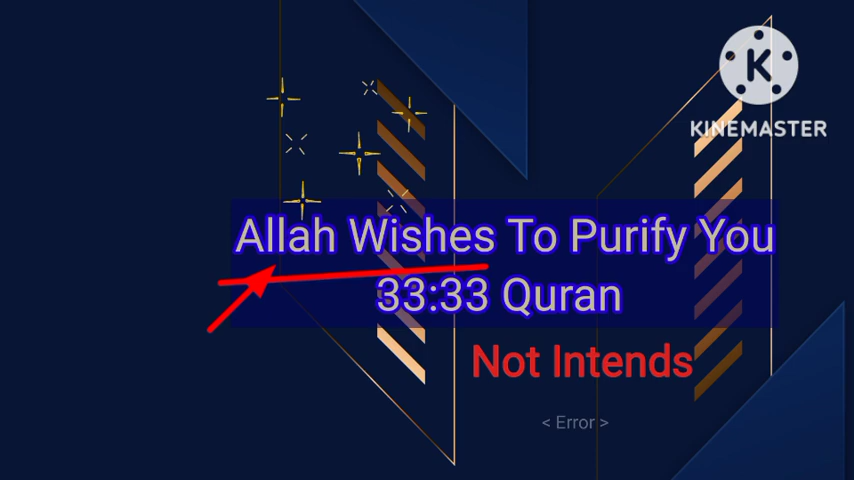 KINEMASTER
Allah Wishes To Purify You
33:33 Quran
Not Intends
< Error >